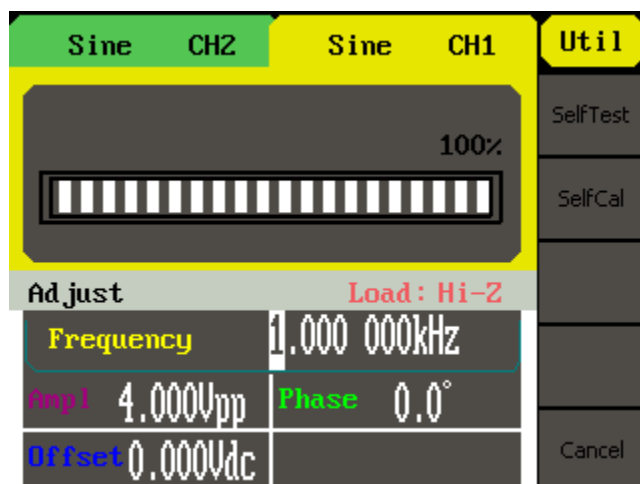 Sine CH2 Sine CH1 Util
SelfTest
100%
SelfCal
Adjust Load: Hi-Z
Frequency 1.000 000kHz
Ampl 4.000Vpp Phase 0.0°
Offset 0.000Vdc Cancel